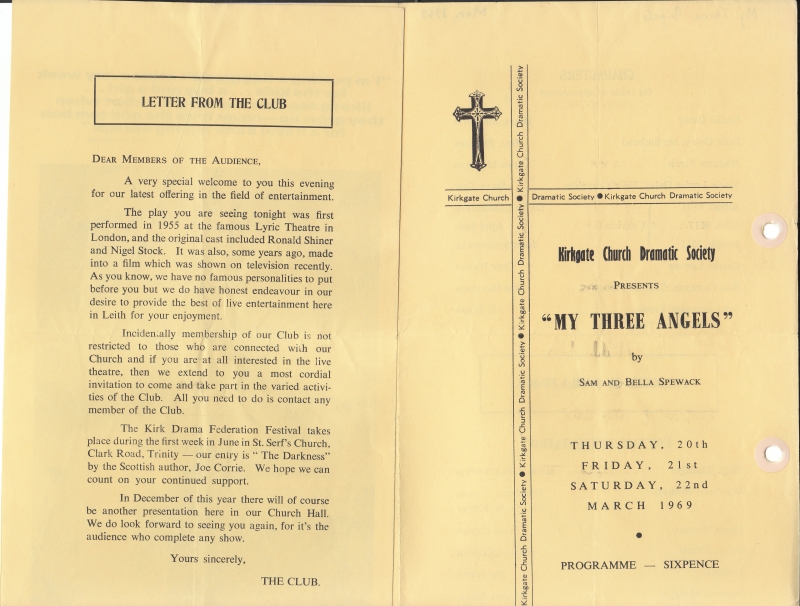 LETTER FROM THE CLUB
DEAR MEMBERS OF THE AUDIENCE,
A very special welcome to you this evening
for our latest offering in the field of entertainment.
The play you are seeing tonight was first
performed in 1955 at the famous Lyric Theatre in
London, and the original cast included Ronald Shiner
and Nigel Stock. It was also, some years ago, made
into a film which was shown on television recently.
As you know, we have no famous personalities to put
before you but we do have honest endeavour in our
desire to provide the best of live entertainment here
in Leith for your enjoyment.
Incidentally membership of our Club is not
restricted to those who are connected with our
Church and if you are at all interested in the live
theatre, then we extend to you a most cordial
invitation to come and take part in the varied activi-
ties of the Club. All you need to do is contact any
member of the Club.
The Kirk Drama Federation Festival takes
place during the first week in June in St. Serf's Church,
Clark Road, Trinity — our entry is " The Darkness"
by the Scottish author, Joe Corrie. We hope we can
count on your continued support.
In December of this year there will of course
be another presentation here in our Church Hall.
We do look forward to seeing you again, for it's the
audience who complete any show.
Yours sincerely,
THE CLUB.
Kirkgate Church Dramatic Society ● Kirkgate Church Dramatic Society ● Kirkgate Church Dramatic Society ● Kirkgate Church Dramatic Society
Kirkgate Church ● Dramatic Society ● Kirkgate Church Dramatic Society
Kirkgate Church Dramatic Society
PRESENTS
"MY THREE ANGELS"
by
SAM AND BELLA SPEWACK
THURSDAY, 20th
FRIDAY, 21st
SATURDAY, 22nd
MARCH 1969
●
PROGRAMME — SIXPENCE